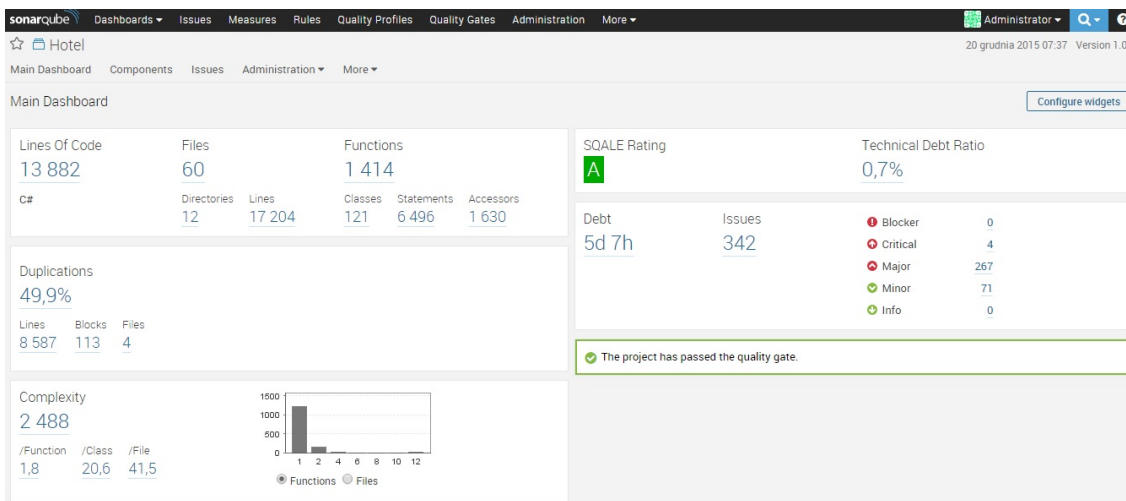 sonarqube Dashboards Issues Measures Rules Quality Profiles Quality Gates Administration More Administrator
Hotel
20 grudnia 2015 07:37 Version 1.0
Main Dashboard Components Issues Administration More
Main Dashboard
Configure widgets
Lines Of Code Files Functions
13 882 60 1 414
C# Directories Lines Classes Statements Accessors
12 17 204 121 6 496 1 630
Duplications
49,9%
Lines Blocks Files
8 587 113 4
Complexity
2 488
/Function /Class /File
1,8 20,6 41,5
1500
1000
500
0
1 2 4 6 8 10 12
Functions Files
SQALE Rating Technical Debt Ratio
A 0,7%
Debt Issues
5d 7h 342
Blocker 0
Critical 4
Major 267
Minor 71
Info 0
The project has passed the quality gate.